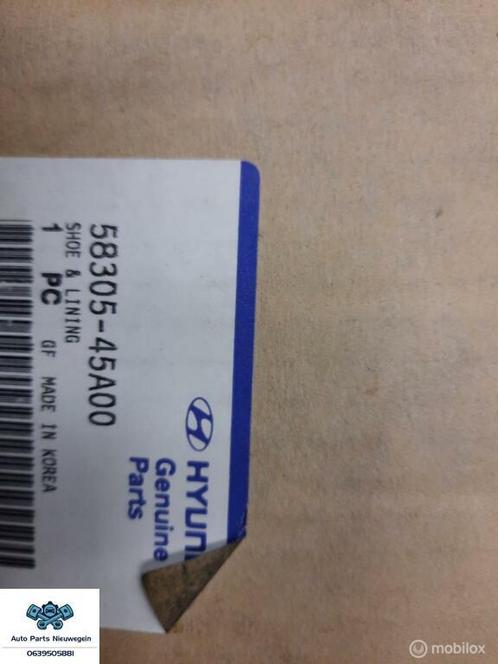 58305-45A00
SHOE & LINING
1 PC GF MADE IN KOREA
HYUN
Genuine
Parts
Auto Parts Nieuwegein
0639505881
© mobilox